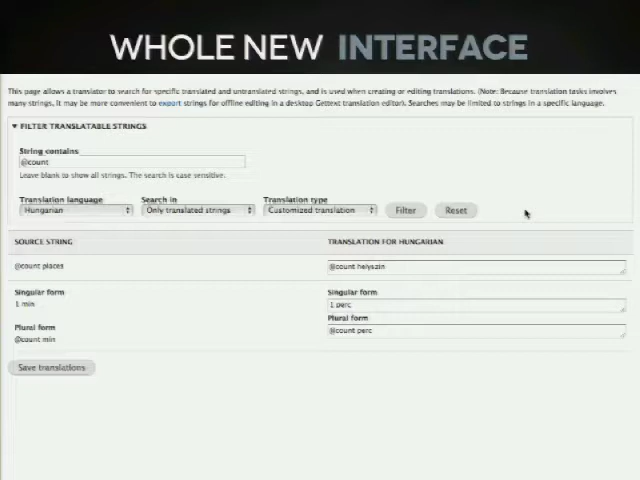 WHOLE NEW INTERFACE
This page allows a translator to search for specific translated and untranslated strings, and is used when creating or editing translations. (Note: Because translation tasks involves
many strings, it may be more convenient to export strings for offline editing in a desktop Gettext translation editor). Searches may be limited to strings in a specific language.
FILTER TRANSLATABLE STRINGS
String contains
@count
Leave blank to show all strings. The search is case sensitive.
Translation language Search in Translation type
Hungarian Only translated strings Customized translation Filter Reset
SOURCE STRING TRANSLATION FOR HUNGARIAN
@count places @count helyszín
Singular form Singular form
1 min 1 perc
Plural form Plural form
@count min @count perc
Save translations